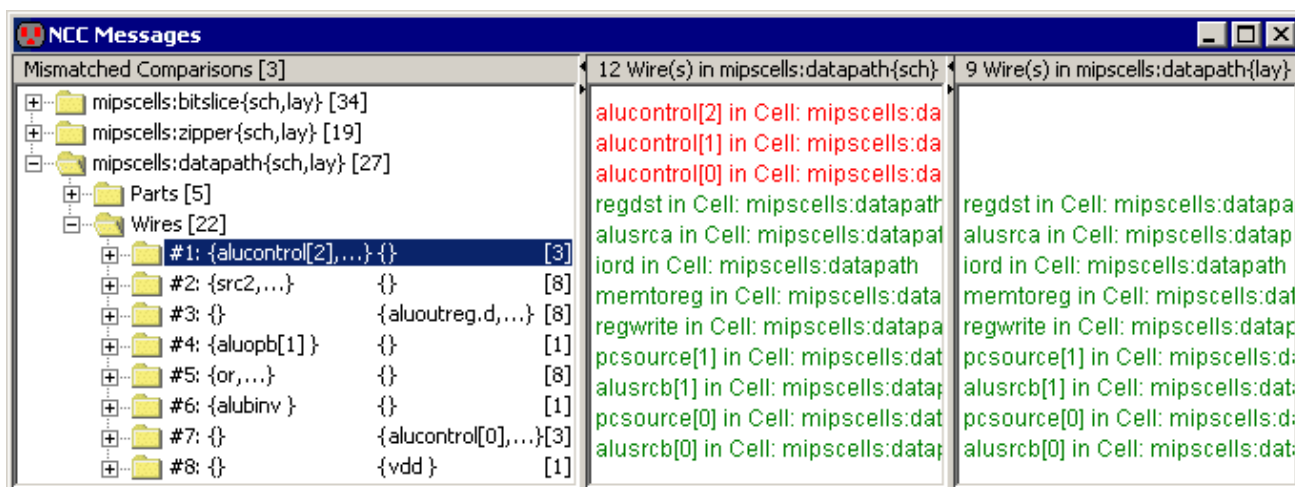 NCC Messages
Mismatched Comparisons [3]
12 Wire(s) in mipscells:datapath{sch}
9 Wire(s) in mipscells:datapath{lay}
mipscells:bitslice{sch,lay} [34]
mipscells:zipper{sch,lay} [19]
mipscells:datapath{sch,lay} [27]
Parts [5]
Wires [22]
#1: {alucontrol[2],...} {} [3]
#2: {src2,...} {} [8]
#3: {} {aluoutreg.d,...} [8]
#4: {aluopb[1] } {} [1]
#5: {or,...} {} [8]
#6: {alubinv } {} [1]
#7: {} {alucontrol[0],...}[3]
#8: {} {vdd } [1]
alucontrol[2] in Cell: mipscells:da
alucontrol[1] in Cell: mipscells:da
alucontrol[0] in Cell: mipscells:da
regdst in Cell: mipscells:datapath
alusrca in Cell: mipscells:datapat
iord in Cell: mipscells:datapath
memtoreg in Cell: mipscells:data
regwrite in Cell: mipscells:datapa
pcsource[1] in Cell: mipscells:dat
alusrcb[1] in Cell: mipscells:data
pcsource[0] in Cell: mipscells:dat
alusrcb[0] in Cell: mipscells:datap
regdst in Cell: mipscells:datapa
alusrca in Cell: mipscells:datap
iord in Cell: mipscells:datapath
memtoreg in Cell: mipscells:dat
regwrite in Cell: mipscells:datap
pcsource[1] in Cell: mipscells:da
alusrcb[1] in Cell: mipscells:dat
pcsource[0] in Cell: mipscells:da
alusrcb[0] in Cell: mipscells:dat